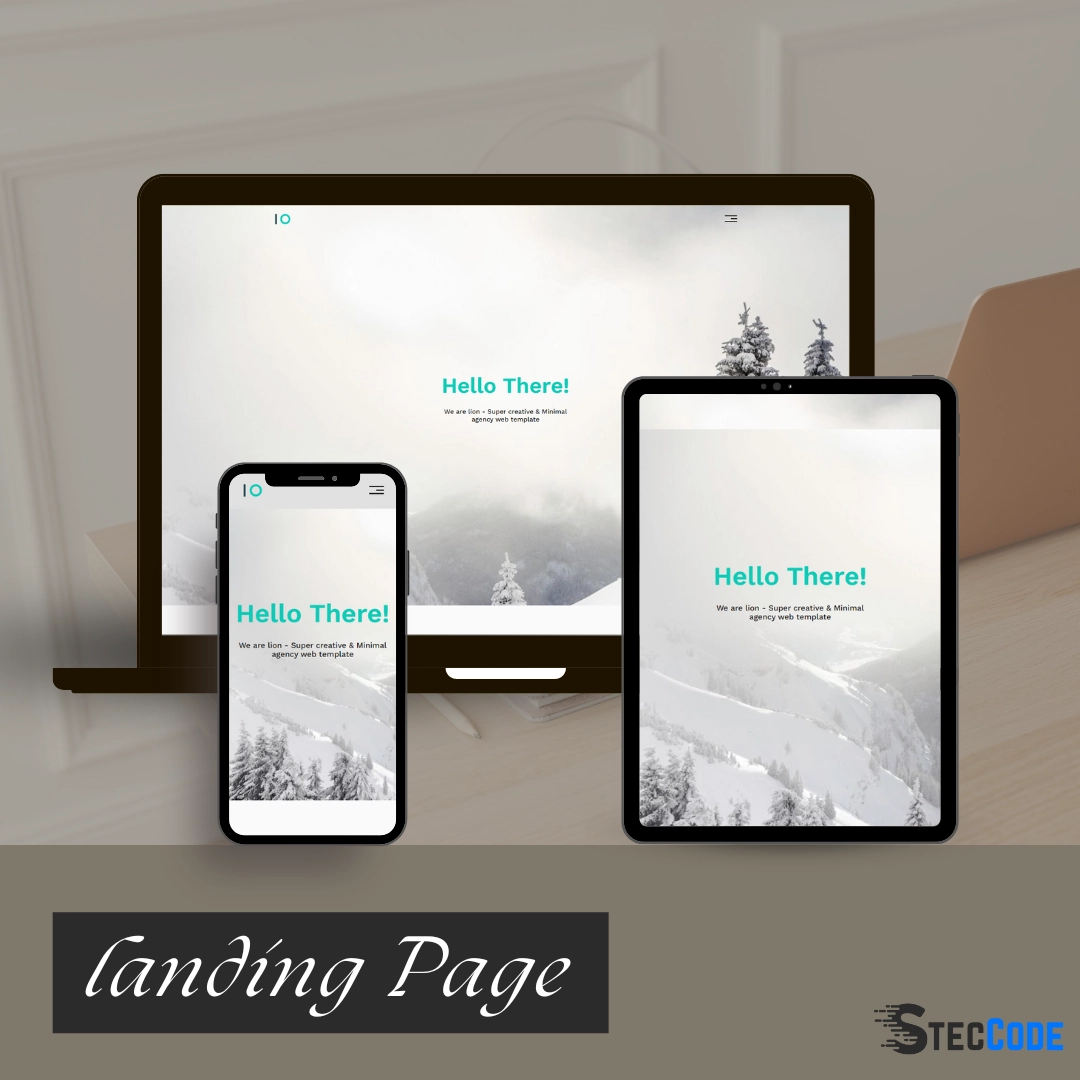 IO
Hello There!
We are lion - Super creative & Minimal
agency web template
IO
Hello There!
We are lion - Super creative & Minimal
agency web template
Hello There!
We are lion - Super creative & Minimal
agency web template
landing Page
STECCODE